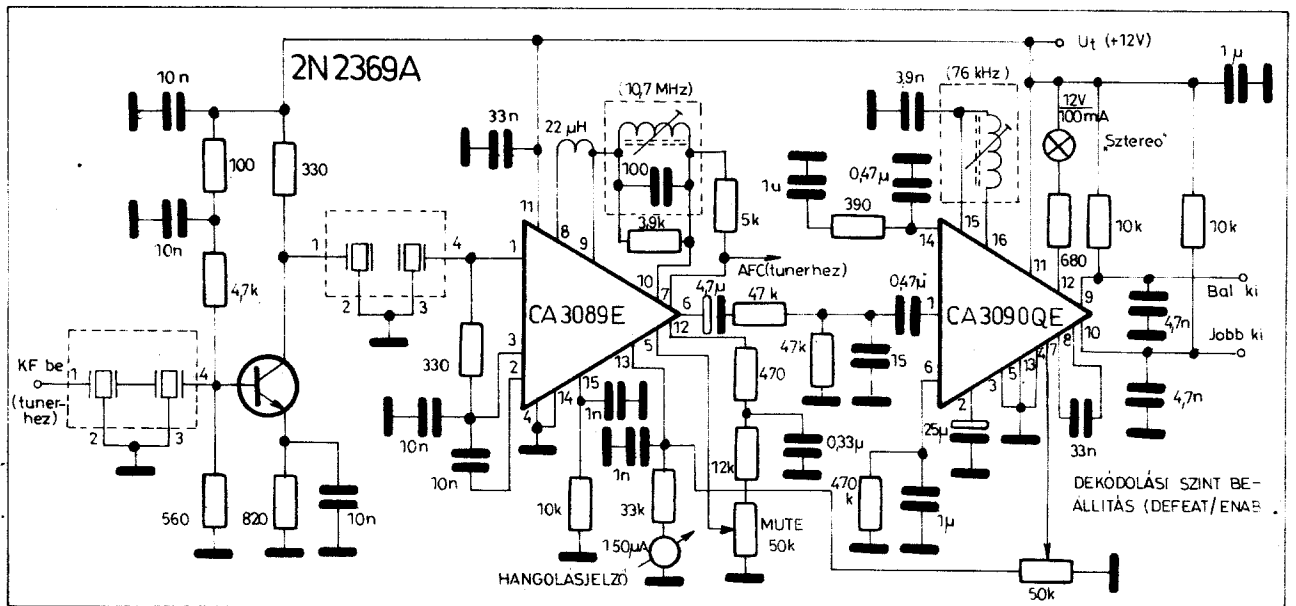 2N2369A
Ut (+12V)
10n
100
330
10n
4,7k
KF be
(tuner-
hez)
1
4
2
3
560
820
10n
1
4
2
3
330
10n
10n
33n
22 µH
(10,7 MHz)
100
3,9k
5k
AFC(tunerhez)
11
8
9
1
10
7
6
12
3
2
5
13
15
14
4
CA3089E
1n
1n
10k
33k
150µA
HANGOLÁSJELZŐ
4,7µ
47k
47k
15
470
0,33µ
12k
MUTE
50k
3,9n
(76 kHz)
1µ
0,47µ
390
0,47µ
14
15
16
11
1
12
9
10
6
8
7
4
13
5
3
2
CA3090QE
12V
100mA
„Sztereo"
680
10k
10k
1µ
Bal ki
4,7n
Jobb ki
4,7n
33n
25µ
470
k
1µ
50k
DEKÓDOLÁSI SZINT BE-
ÁLLITÁS (DEFEAT/ENAB